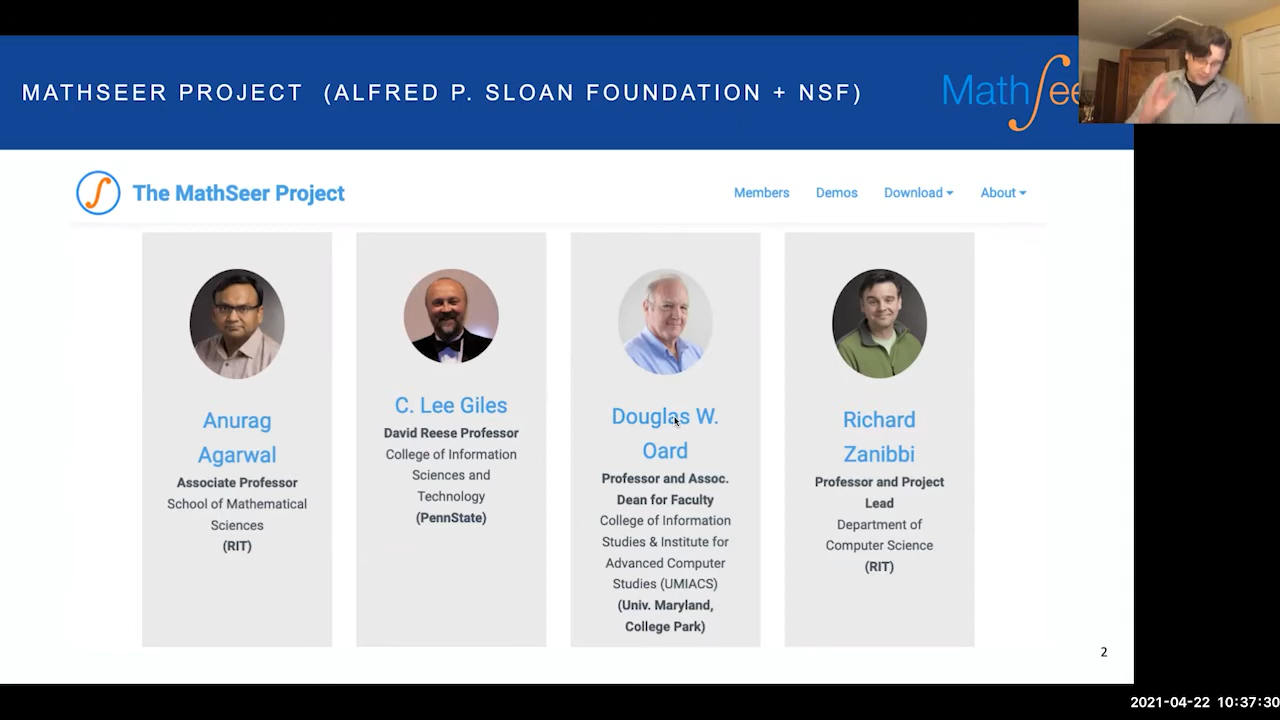 MATHSEER PROJECT (ALFRED P. SLOAN FOUNDATION + NSF)
Math∫ee
The MathSeer Project
Members
Demos
Download
About
Anurag
Agarwal
Associate Professor
School of Mathematical
Sciences
(RIT)
C. Lee Giles
David Reese Professor
College of Information
Sciences and
Technology
(PennState)
Douglas W.
Oard
Professor and Assoc.
Dean for Faculty
College of Information
Studies & Institute for
Advanced Computer
Studies (UMIACS)
(Univ. Maryland,
College Park)
Richard
Zanibbi
Professor and Project
Lead
Department of
Computer Science
(RIT)
2
2021-04-22 10:37:30